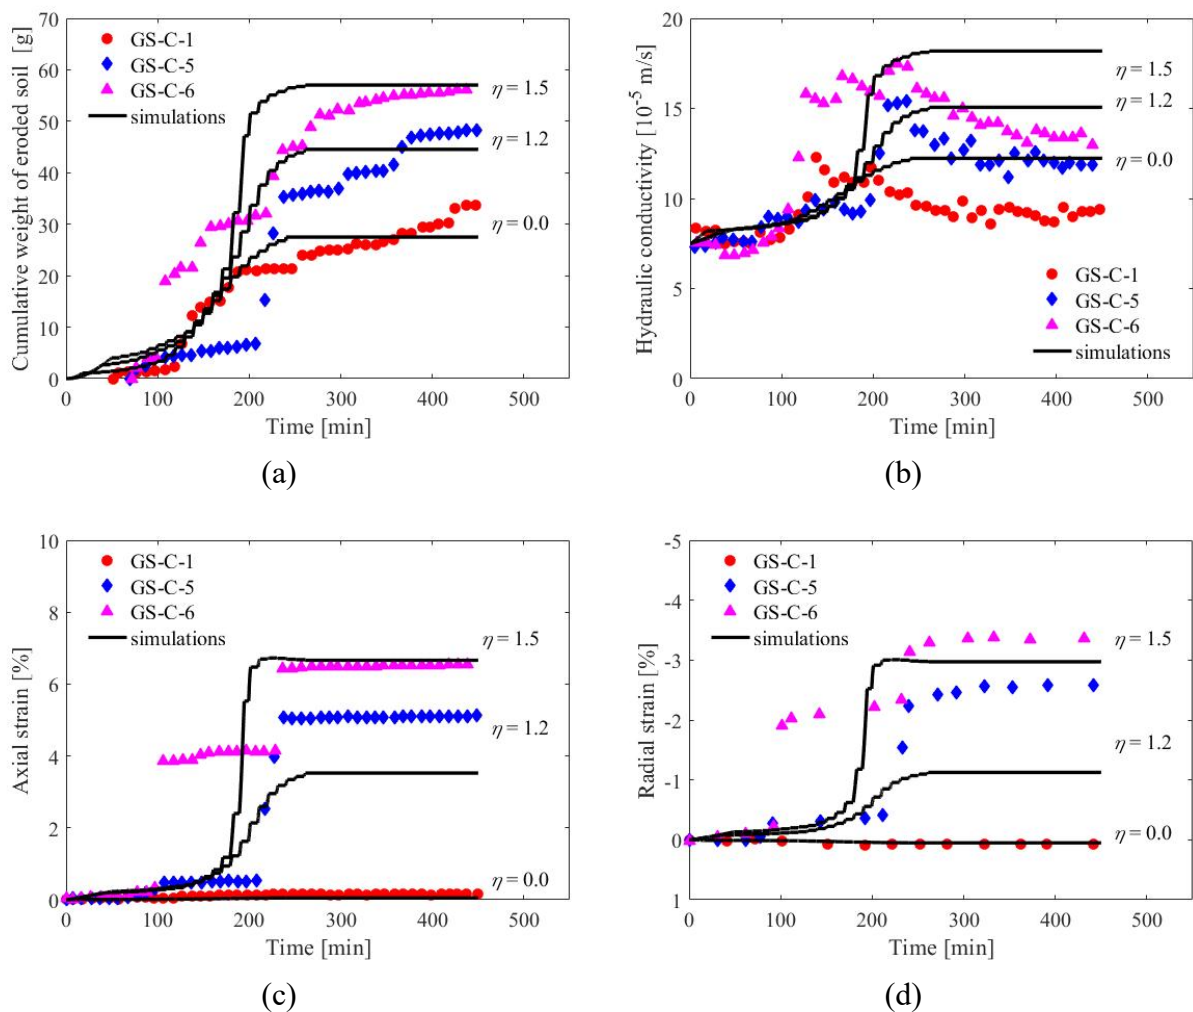 70
60
50
40
30
20
10
0
Cumulative weight of eroded soil [g]
GS-C-1
GS-C-5
GS-C-6
simulations
η = 1.5
η = 1.2
η = 0.0
0 100 200 300 400 500
Time [min]
(a)
20
15
10
5
0
Hydraulic conductivity [10⁻⁵ m/s]
η = 1.5
η = 1.2
η = 0.0
GS-C-1
GS-C-5
GS-C-6
simulations
0 100 200 300 400 500
Time [min]
(b)
10
8
6
4
2
0
Axial strain [%]
GS-C-1
GS-C-5
GS-C-6
simulations
η = 1.5
η = 1.2
η = 0.0
0 100 200 300 400 500
Time [min]
(c)
-5
-4
-3
-2
-1
0
1
Radial strain [%]
GS-C-1
GS-C-5
GS-C-6
simulations
η = 1.5
η = 1.2
η = 0.0
0 100 200 300 400 500
Time [min]
(d)